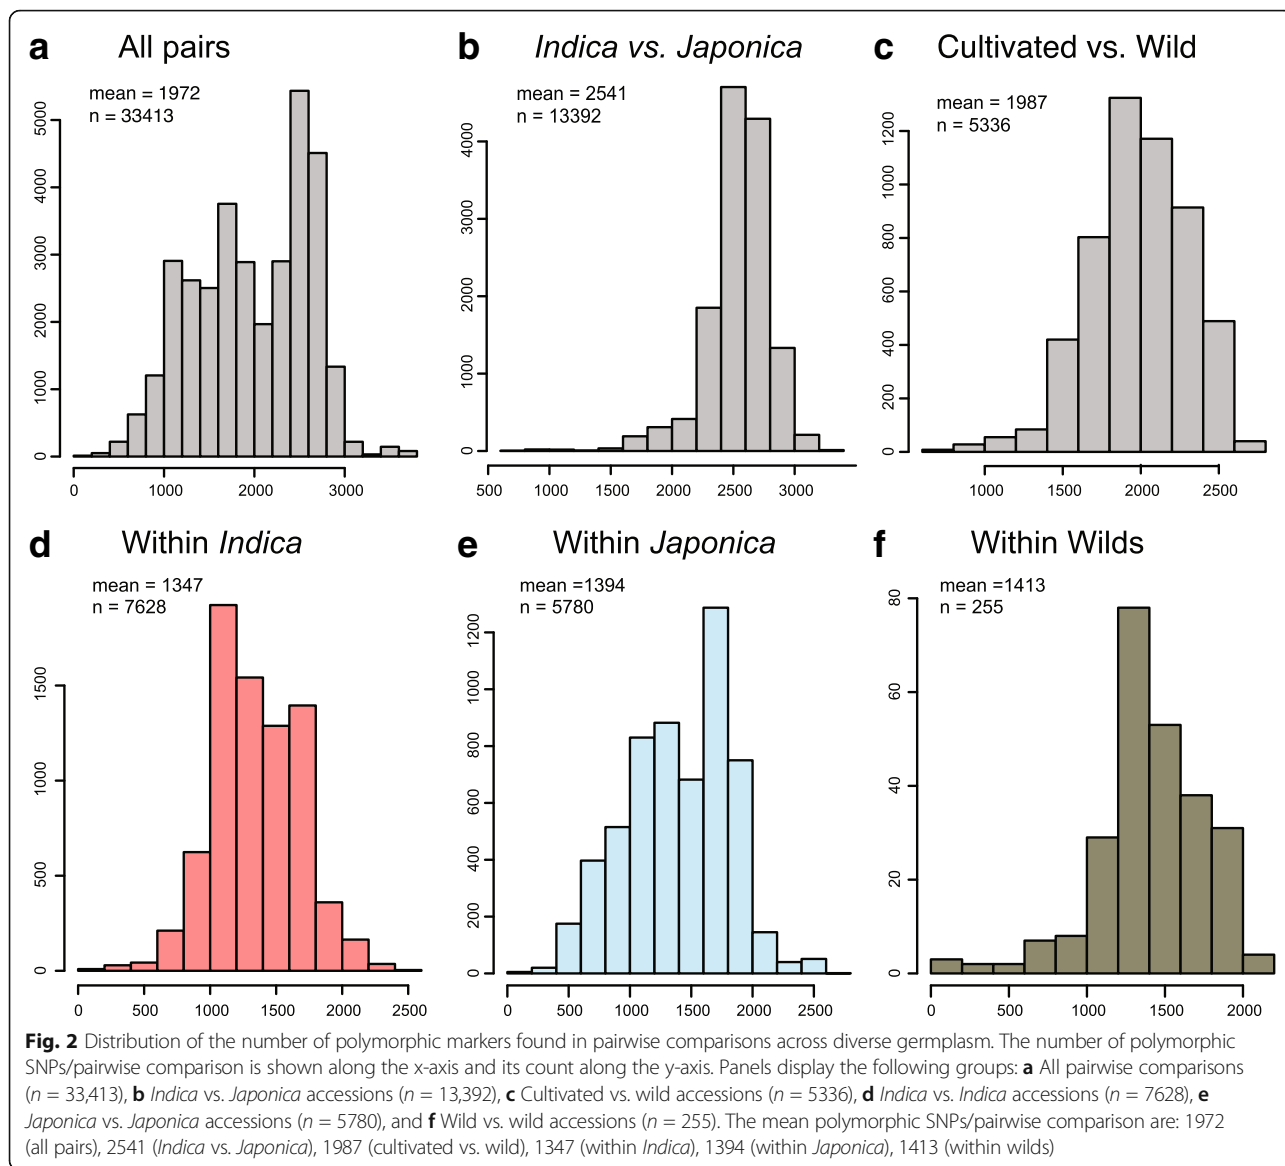 a All pairs
mean = 1972
n = 33413
5000
4000
3000
2000
1000
0
0 1000 2000 3000
b Indica vs. Japonica
mean = 2541
n = 13392
4000
3000
2000
1000
0
500 1000 1500 2000 2500 3000
c Cultivated vs. Wild
mean = 1987
n = 5336
1200
1000
800
600
400
200
0
1000 1500 2000 2500
d Within Indica
mean = 1347
n = 7628
1500
1000
500
0
0 500 1000 1500 2000 2500
e Within Japonica
mean =1394
n = 5780
1200
1000
800
600
400
200
0
0 500 1000 1500 2000 2500
f Within Wilds
mean =1413
n = 255
80
60
40
20
0
0 500 1000 1500 2000
Fig. 2 Distribution of the number of polymorphic markers found in pairwise comparisons across diverse germplasm. The number of polymorphic
SNPs/pairwise comparison is shown along the x-axis and its count along the y-axis. Panels display the following groups: a All pairwise comparisons
(n = 33,413), b Indica vs. Japonica accessions (n = 13,392), c Cultivated vs. wild accessions (n = 5336), d Indica vs. Indica accessions (n = 7628), e
Japonica vs. Japonica accessions (n = 5780), and f Wild vs. wild accessions (n = 255). The mean polymorphic SNPs/pairwise comparison are: 1972
(all pairs), 2541 (Indica vs. Japonica), 1987 (cultivated vs. wild), 1347 (within Indica), 1394 (within Japonica), 1413 (within wilds)